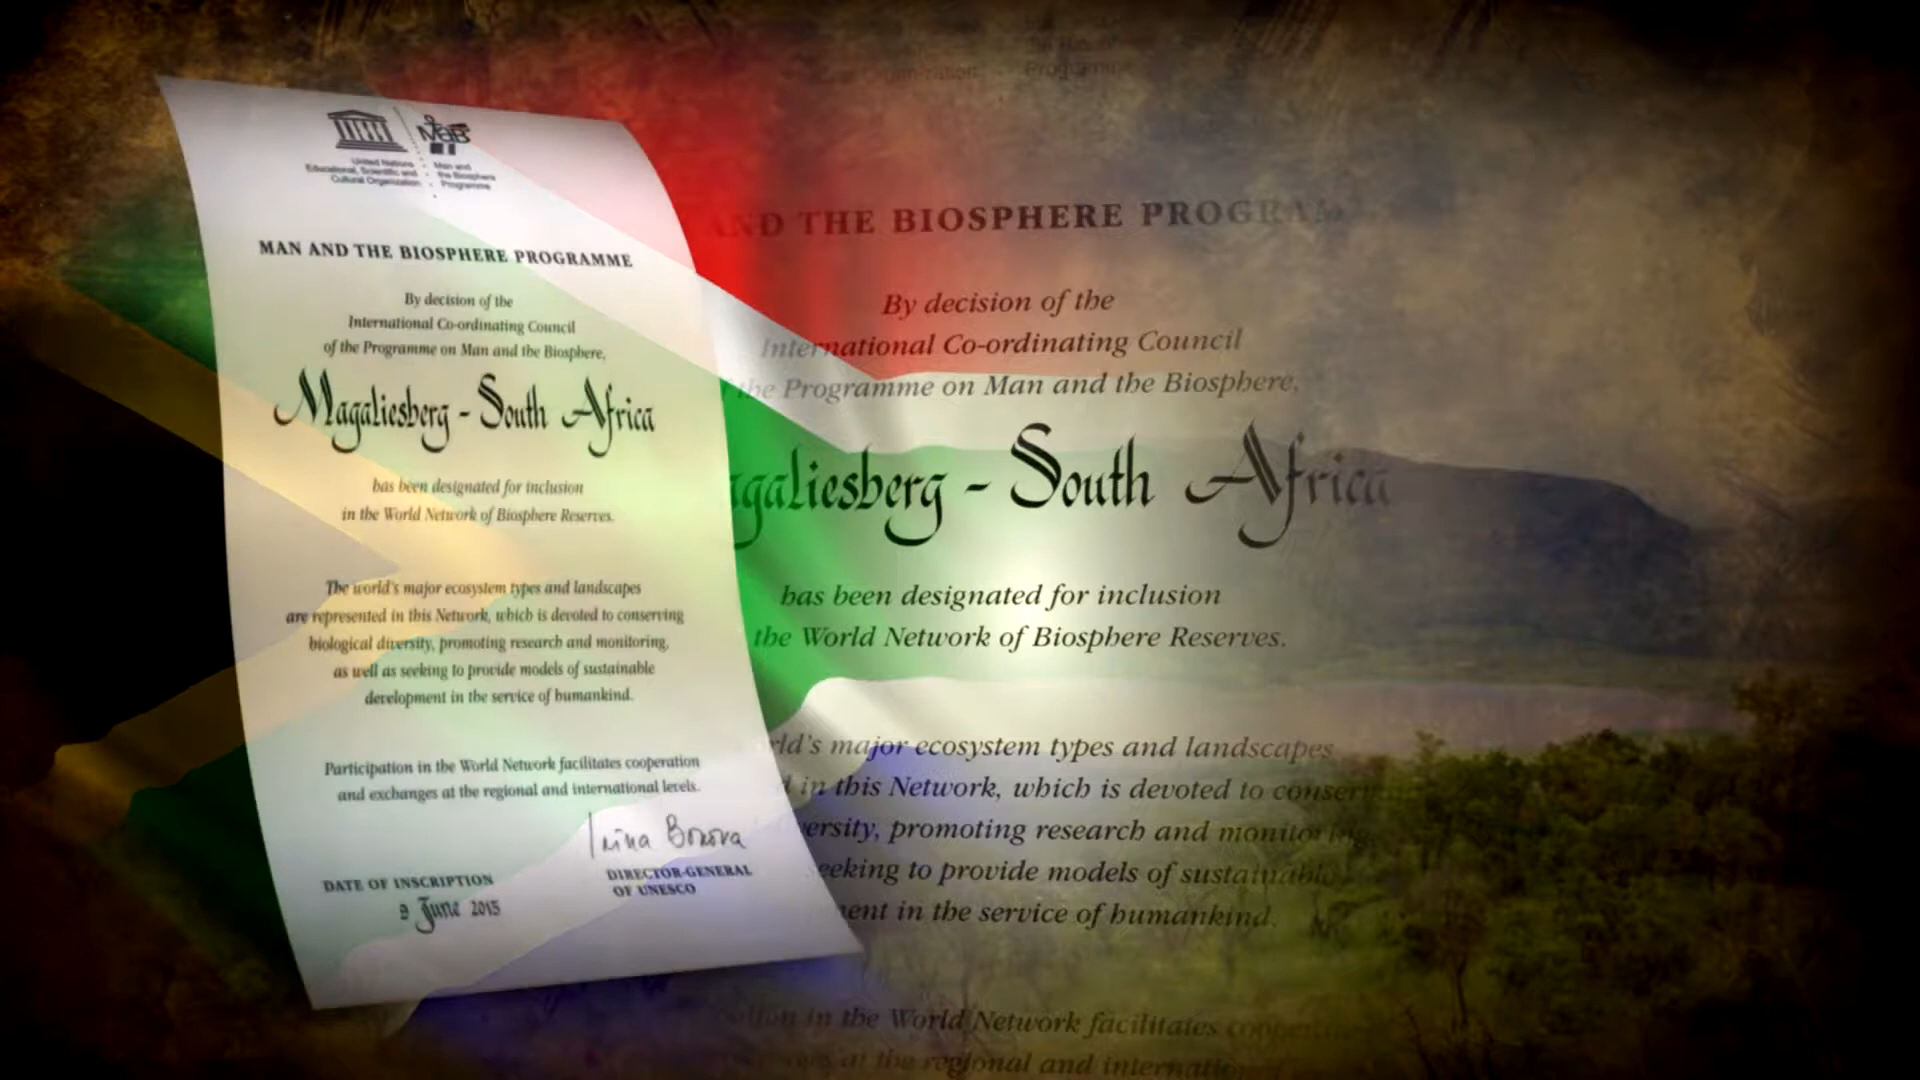 United Nations
Educational, Scientific and
Cultural Organization
MaB
Man and
the Biosphere
Programme
MAN AND THE BIOSPHERE PROGRAMME
By decision of the
International Co-ordinating Council
of the Programme on Man and the Biosphere,
Magaliesberg - South Africa
has been designated for inclusion
in the World Network of Biosphere Reserves.
The world's major ecosystem types and landscapes
are represented in this Network, which is devoted to conserving
biological diversity, promoting research and monitoring,
as well as seeking to provide models of sustainable
development in the service of humankind.
Participation in the World Network facilitates cooperation
and exchanges at the regional and international levels.
Irina Bokova
DIRECTOR-GENERAL
OF UNESCO
DATE OF INSCRIPTION
9 June 2015
Organization
Programme
AND THE BIOSPHERE PROGRAM
By decision of the
International Co-ordinating Council
the Programme on Man and the Biosphere,
agaliesberg - South Africa
has been designated for inclusion
the World Network of Biosphere Reserves.
rld's major ecosystem types and landscapes
in this Network, which is devoted to conserving
ersity, promoting research and monitoring
eeking to provide models of sustainable
ent in the service of humankind.
in the World Network facilitates
at the regional and internati